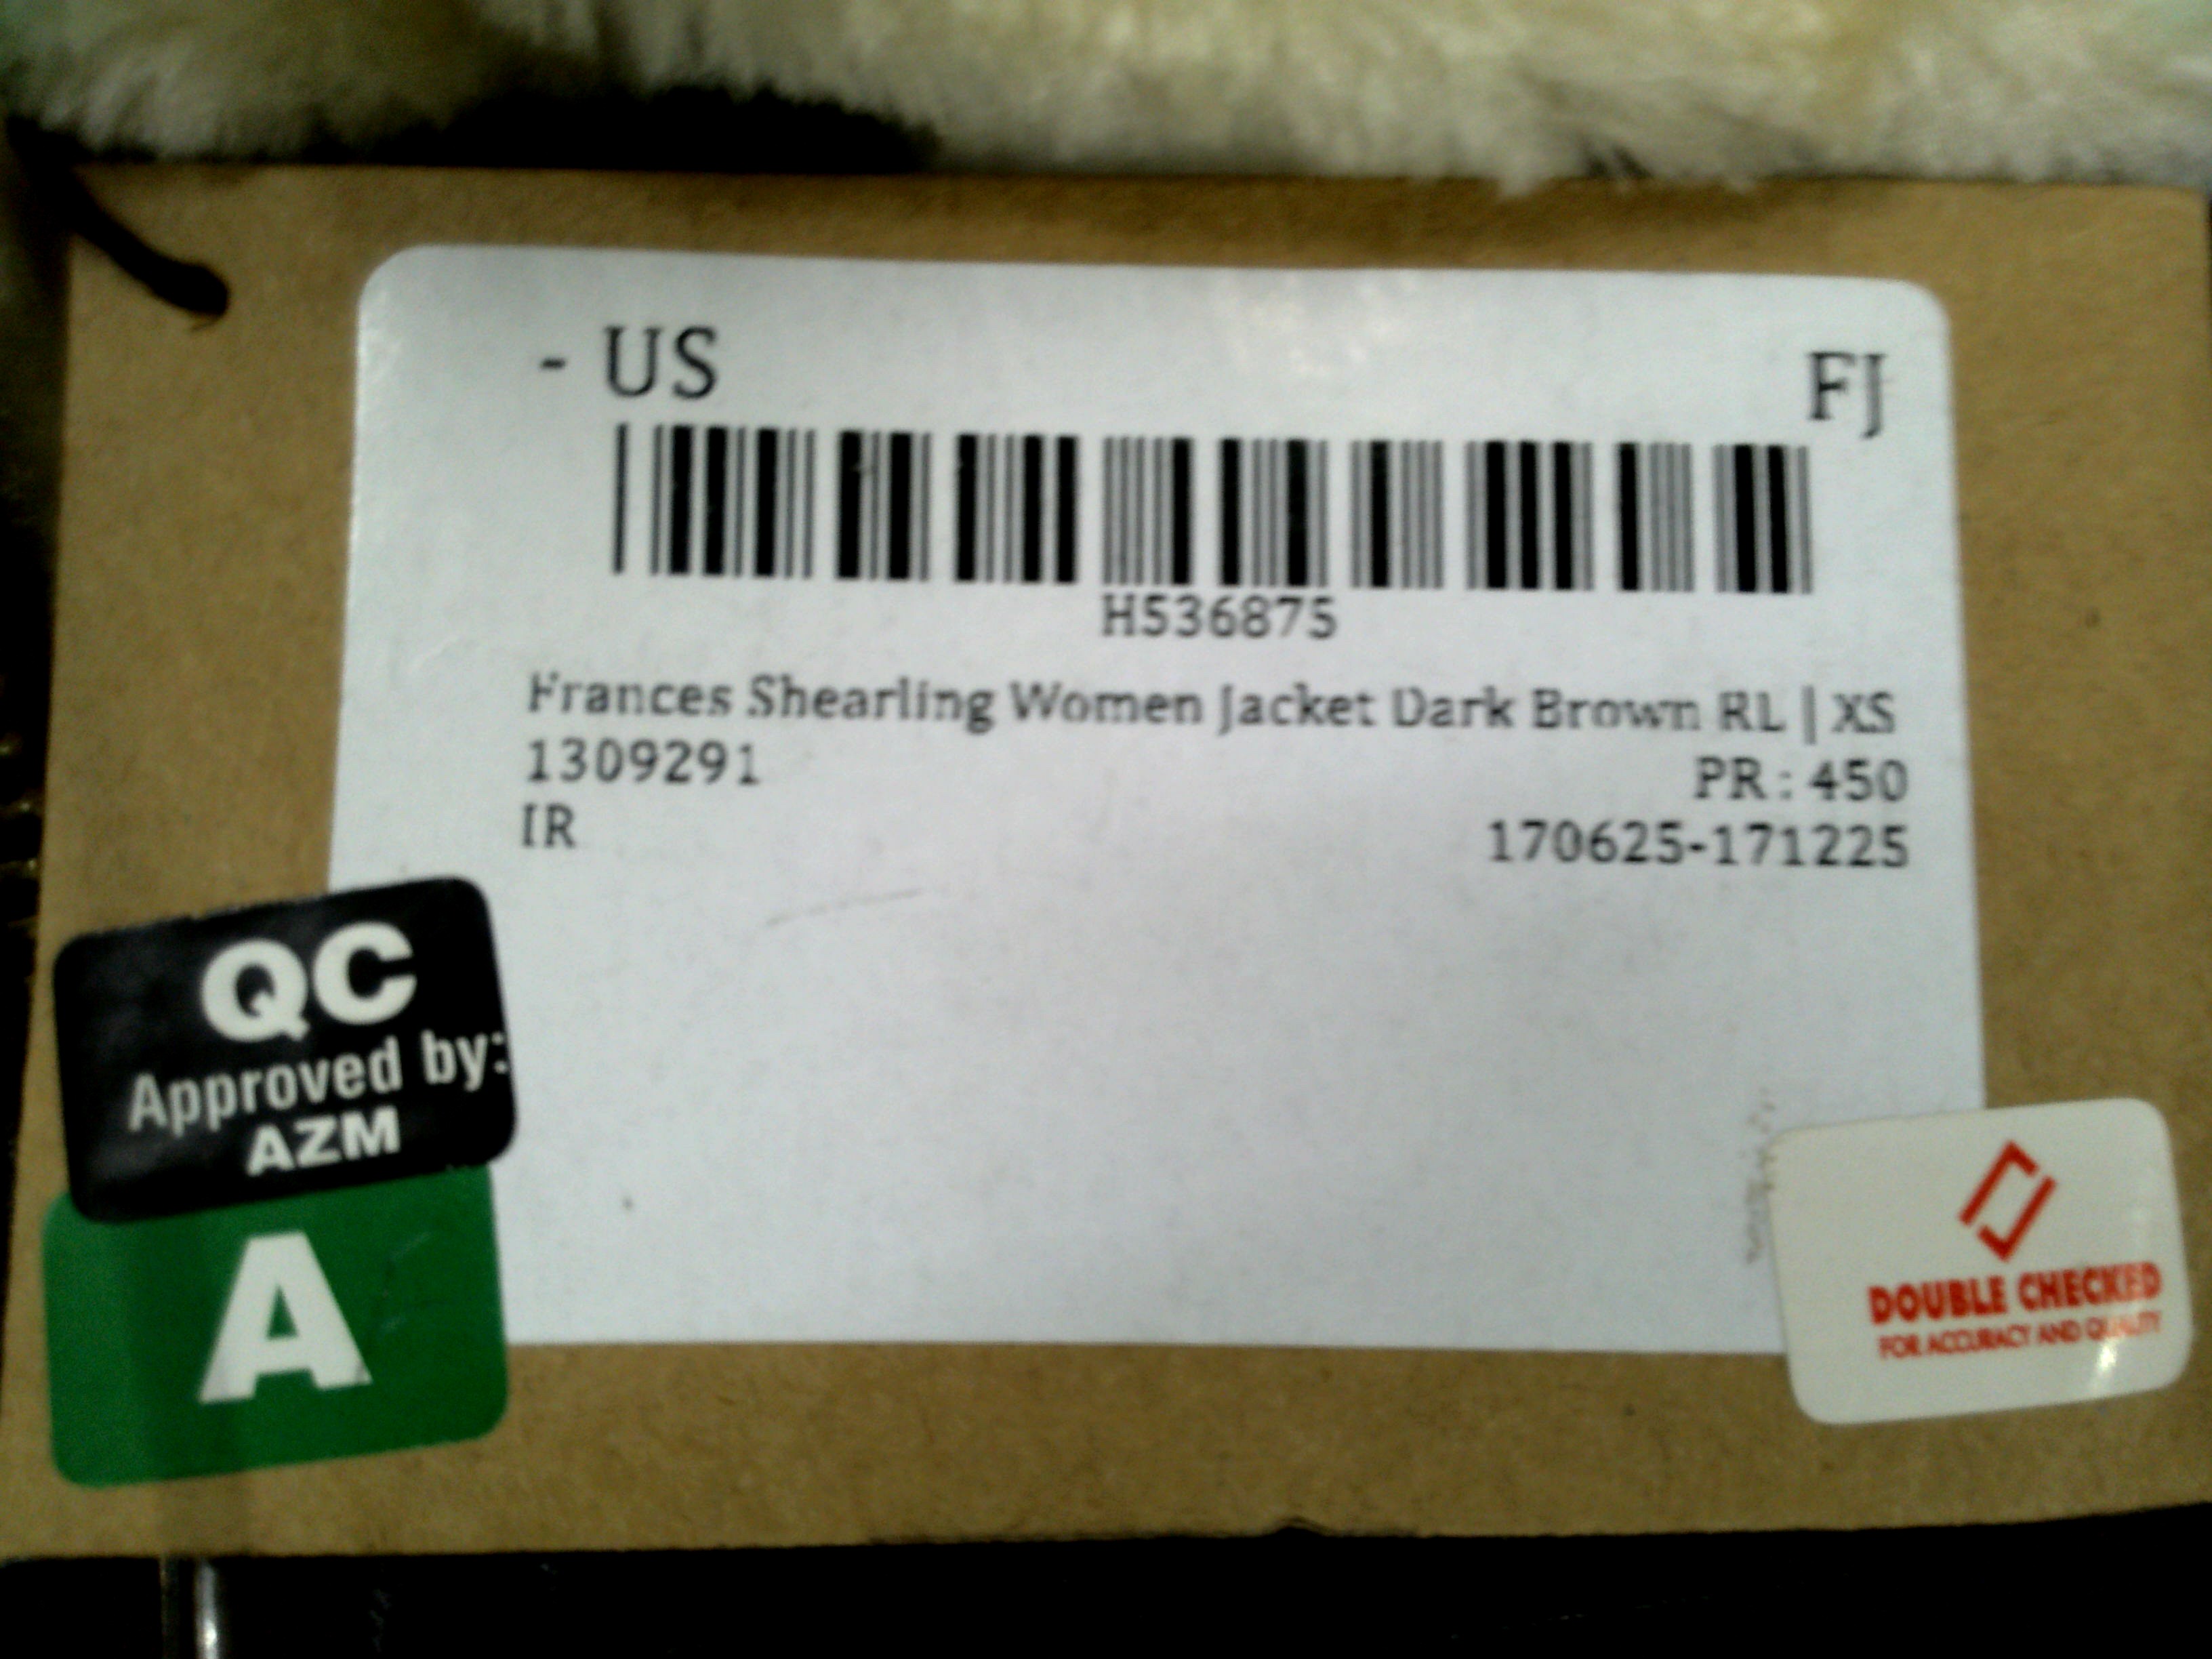 - US FJ
H536875
Frances Shearling Women Jacket Dark Brown RL | XS
1309291 PR : 450
IR 170625-171225
QC
Approved by:
AZM
A
DOUBLE CHECKED
FOR ACCURACY AND QUALITY